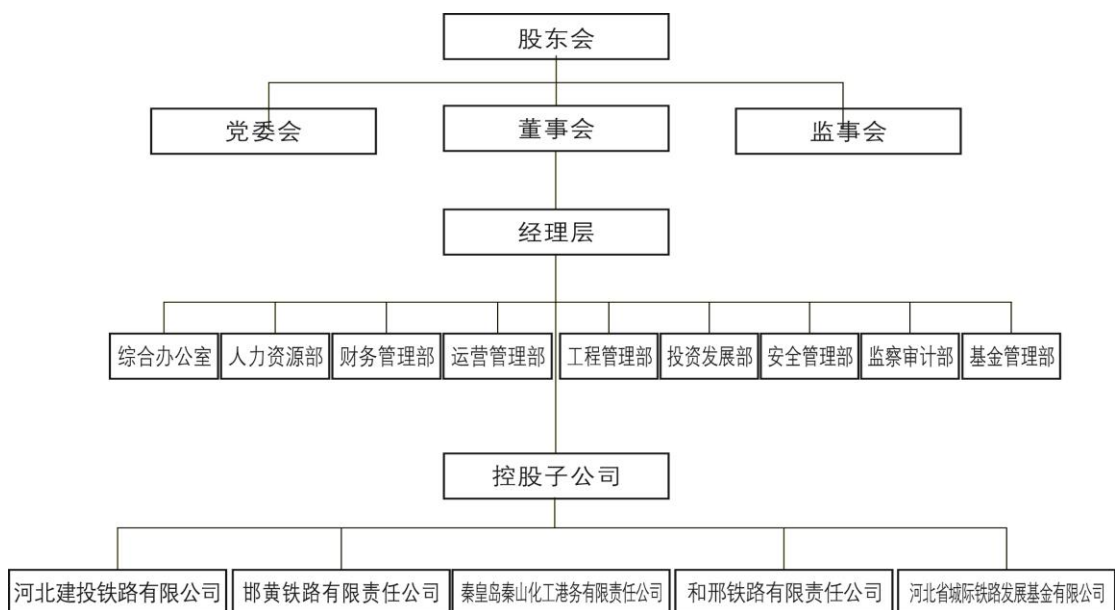 股东会
党委会
董事会
监事会
经理层
综合办公室
人力资源部
财务管理部
运营管理部
工程管理部
投资发展部
安全管理部
监察审计部
基金管理部
控股子公司
河北建投铁路有限公司
邯黄铁路有限责任公司
秦皇岛秦山化工港务有限责任公司
和邢铁路有限责任公司
河北省城际铁路发展基金有限公司